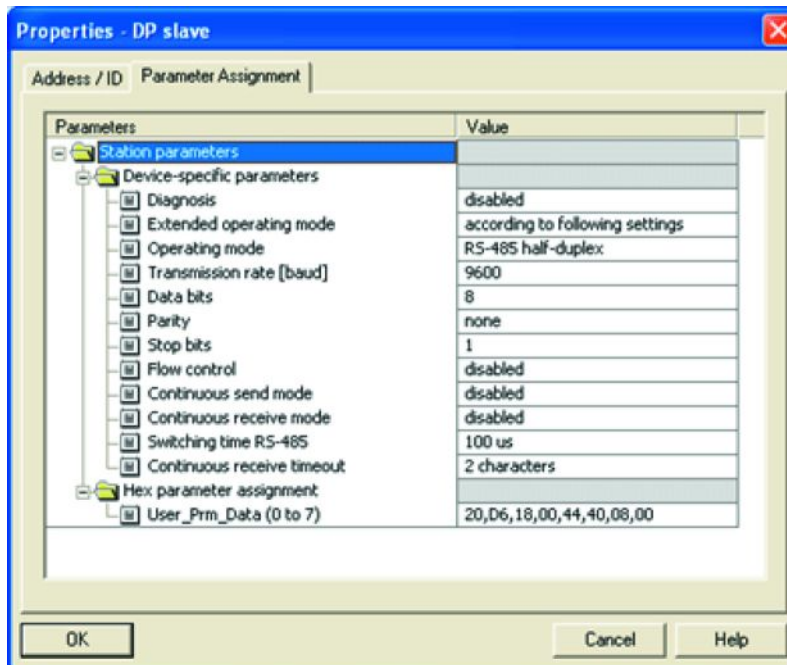 Properties - DP slave
Address / ID Parameter Assignment
Parameters Value
Station parameters
Device-specific parameters
Diagnosis disabled
Extended operating mode according to following settings
Operating mode RS-485 half-duplex
Transmission rate [baud] 9600
Data bits 8
Parity none
Stop bits 1
Flow control disabled
Continuous send mode disabled
Continuous receive mode disabled
Switching time RS-485 100 us
Continuous receive timeout 2 characters
Hex parameter assignment
User_Prm_Data (0 to 7) 20,D6,18,00,44,40,08,00
OK Cancel Help